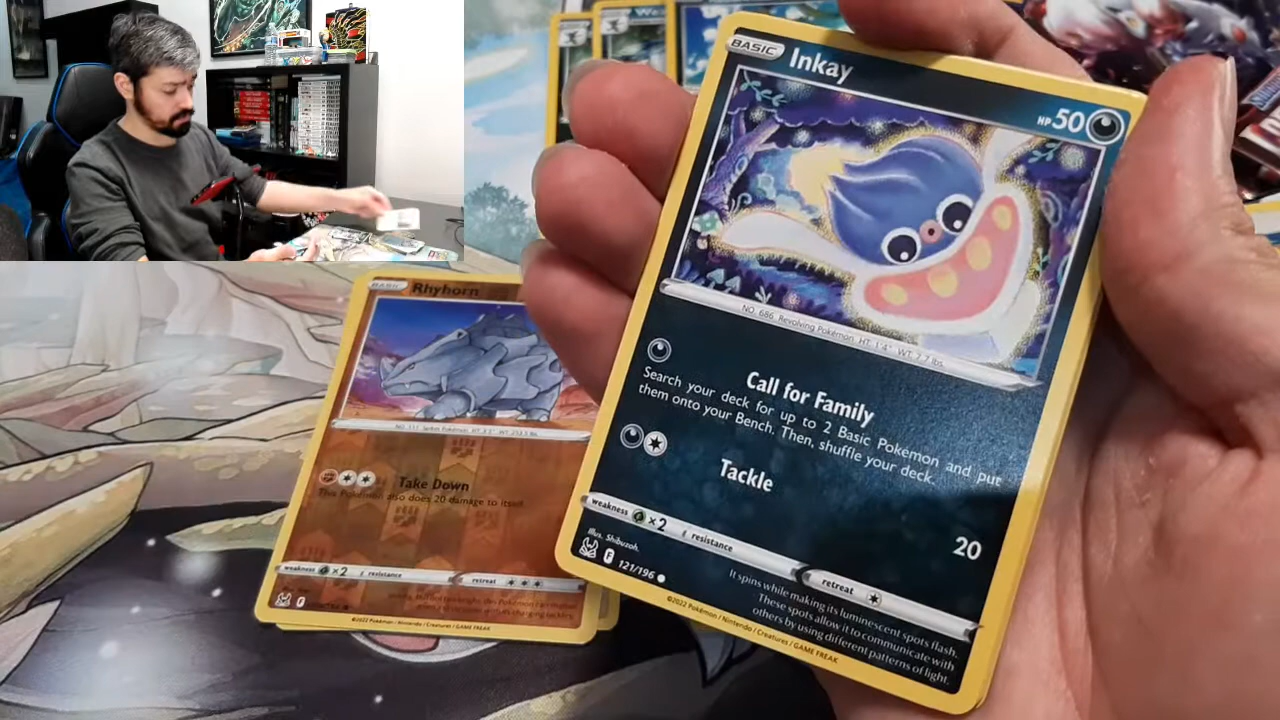 BASIC
Inkay
HP 50
NO. 686 Revolving Pokémon HT: 1'4" WT: 7.7 lbs.
Call for Family
Search your deck for up to 2 Basic Pokémon and put
them onto your Bench. Then, shuffle your deck.
Tackle
20
weakness ×2 resistance
retreat
Illus. Shibuzoh.
F 121/196
It spins while making its luminescent spots flash.
These spots allow it to communicate with
others by using different patterns of light.
©2022 Pokémon / Nintendo / Creatures / GAME FREAK
BASIC
Rhyhorn
Take Down
This Pokémon also does 20 damage to itself.
weakness ×2 resistance retreat
©2022 Pokémon / Nintendo / Creatures / GAME FREAK